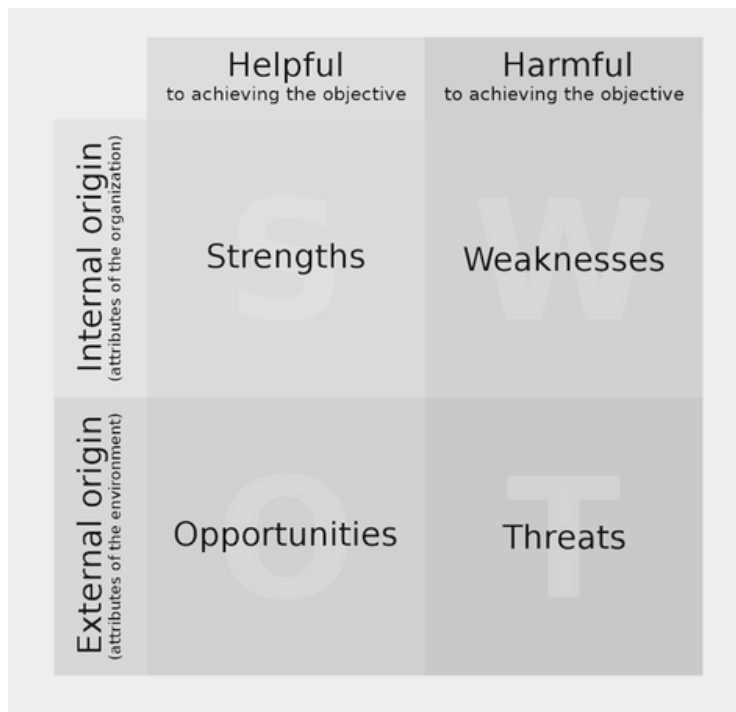 Helpful
to achieving the objective
Harmful
to achieving the objective
Internal origin
(attributes of the organization)
S
Strengths
W
Weaknesses
External origin
(attributes of the environment)
O
Opportunities
T
Threats